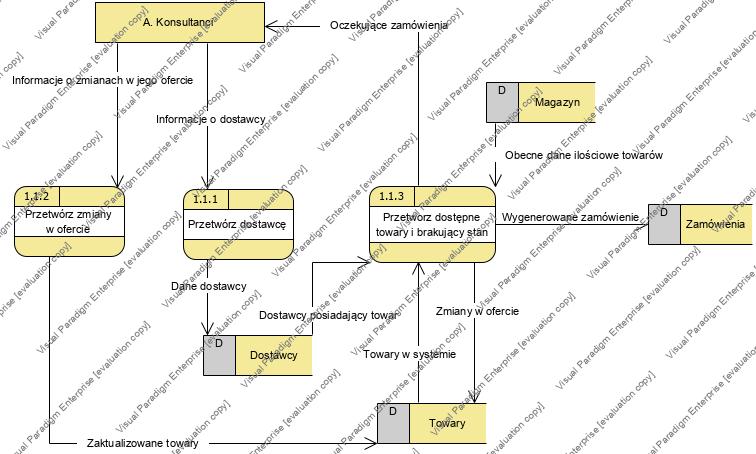 A. Konsultanci
Oczekujące zamówienia
Informacje o zmianach w jego ofercie
D
Magazyn
Informacje o dostawcy
Obecne dane ilościowe towarów
1.1.2
Przetwórz zmiany
w ofercie
1.1.1
Przetwórz dostawcę
1.1.3
Przetwórz dostępne
towary i brakujący stan
Wygenerowane zamówienie
D
Zamówienia
Dane dostawcy
Dostawcy posiadający towar
Zmiany w ofercie
D
Dostawcy
Towary w systemie
D
Towary
Zaktualizowane towary
Visual Paradigm Enterprise [evaluation copy]